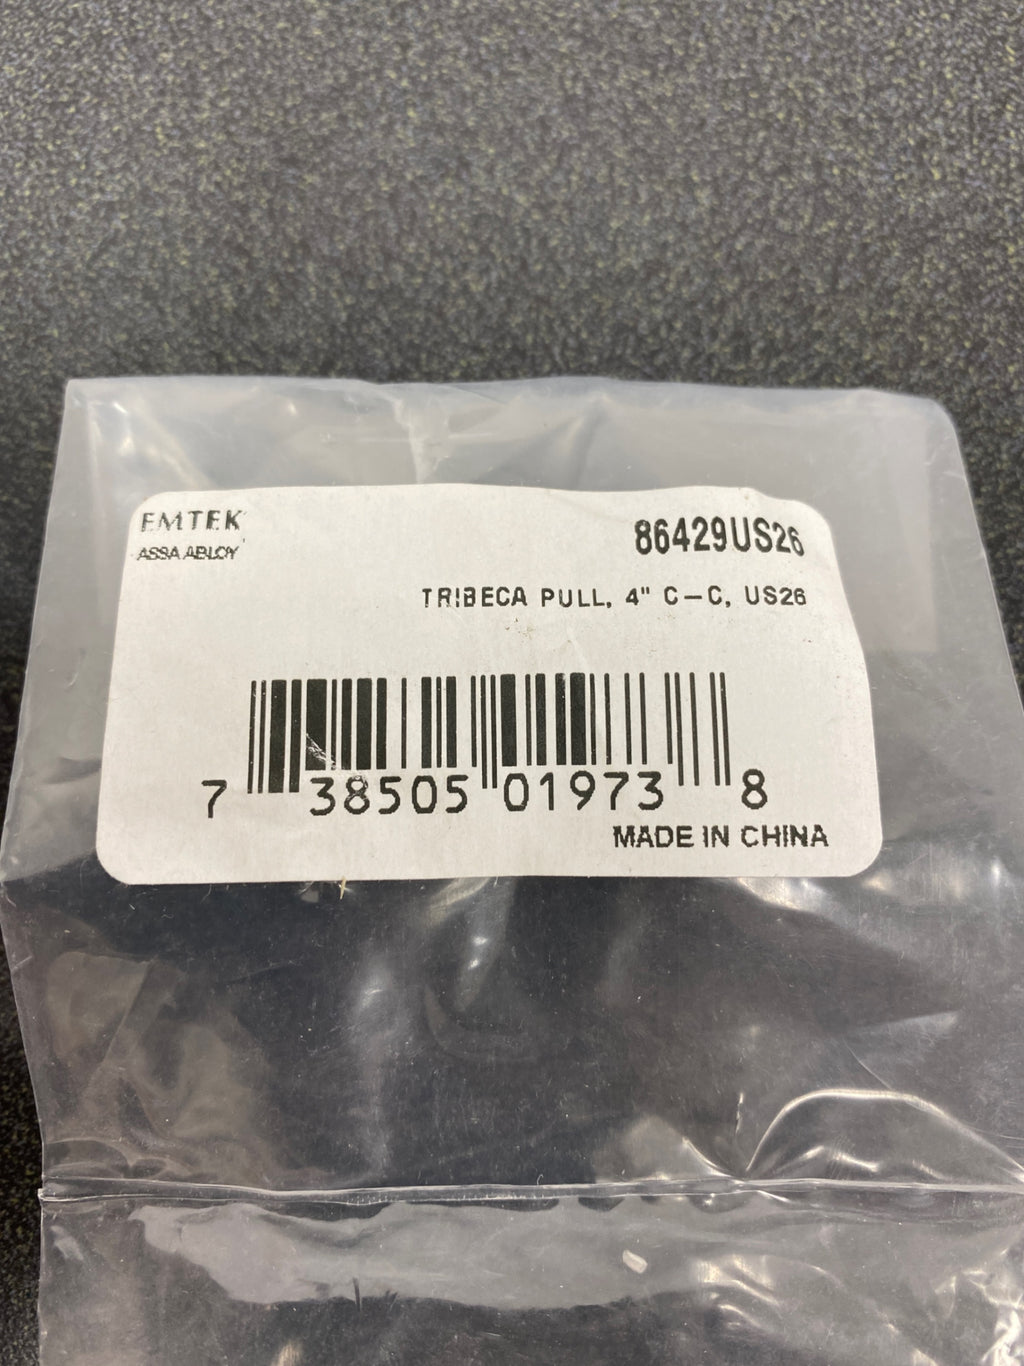 EMTEK
ASSA ABLOY
86429US26
TRIBECA PULL, 4" C-C, US26
7 38505 01973 8
MADE IN CHINA